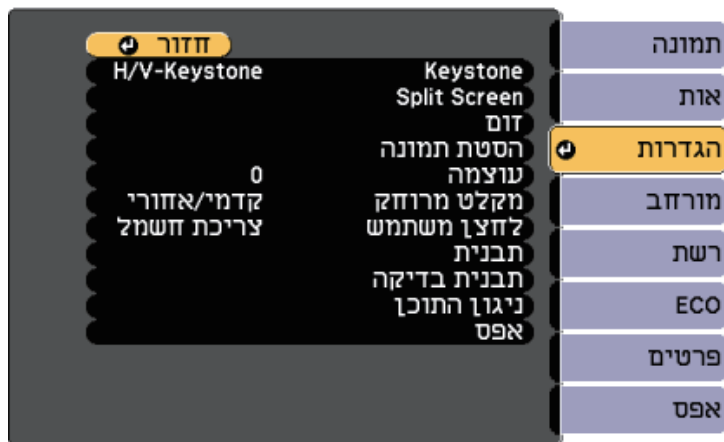 חזור
Keystone H/V-Keystone
Split Screen
זום
הסטת תמונה
עוצמה 0
מקלט מרוחק קדמי/אחורי
לחצן משתמש צריכת חשמל
תבנית
תבנית בדיקה
ניגון התוכן
אפס
תמונה
אות
הגדרות
מורחב
רשת
ECO
פרטים
אפס